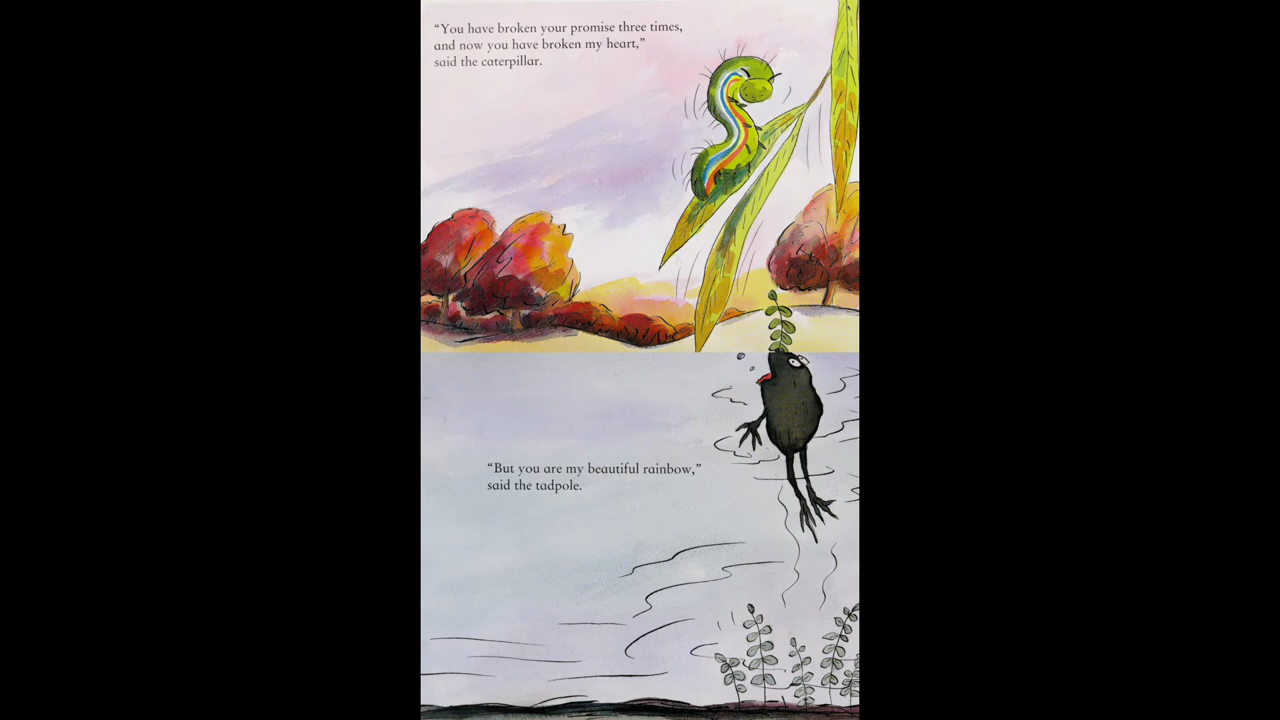 “You have broken your promise three times,
and now you have broken my heart,”
said the caterpillar.
“But you are my beautiful rainbow,”
said the tadpole.